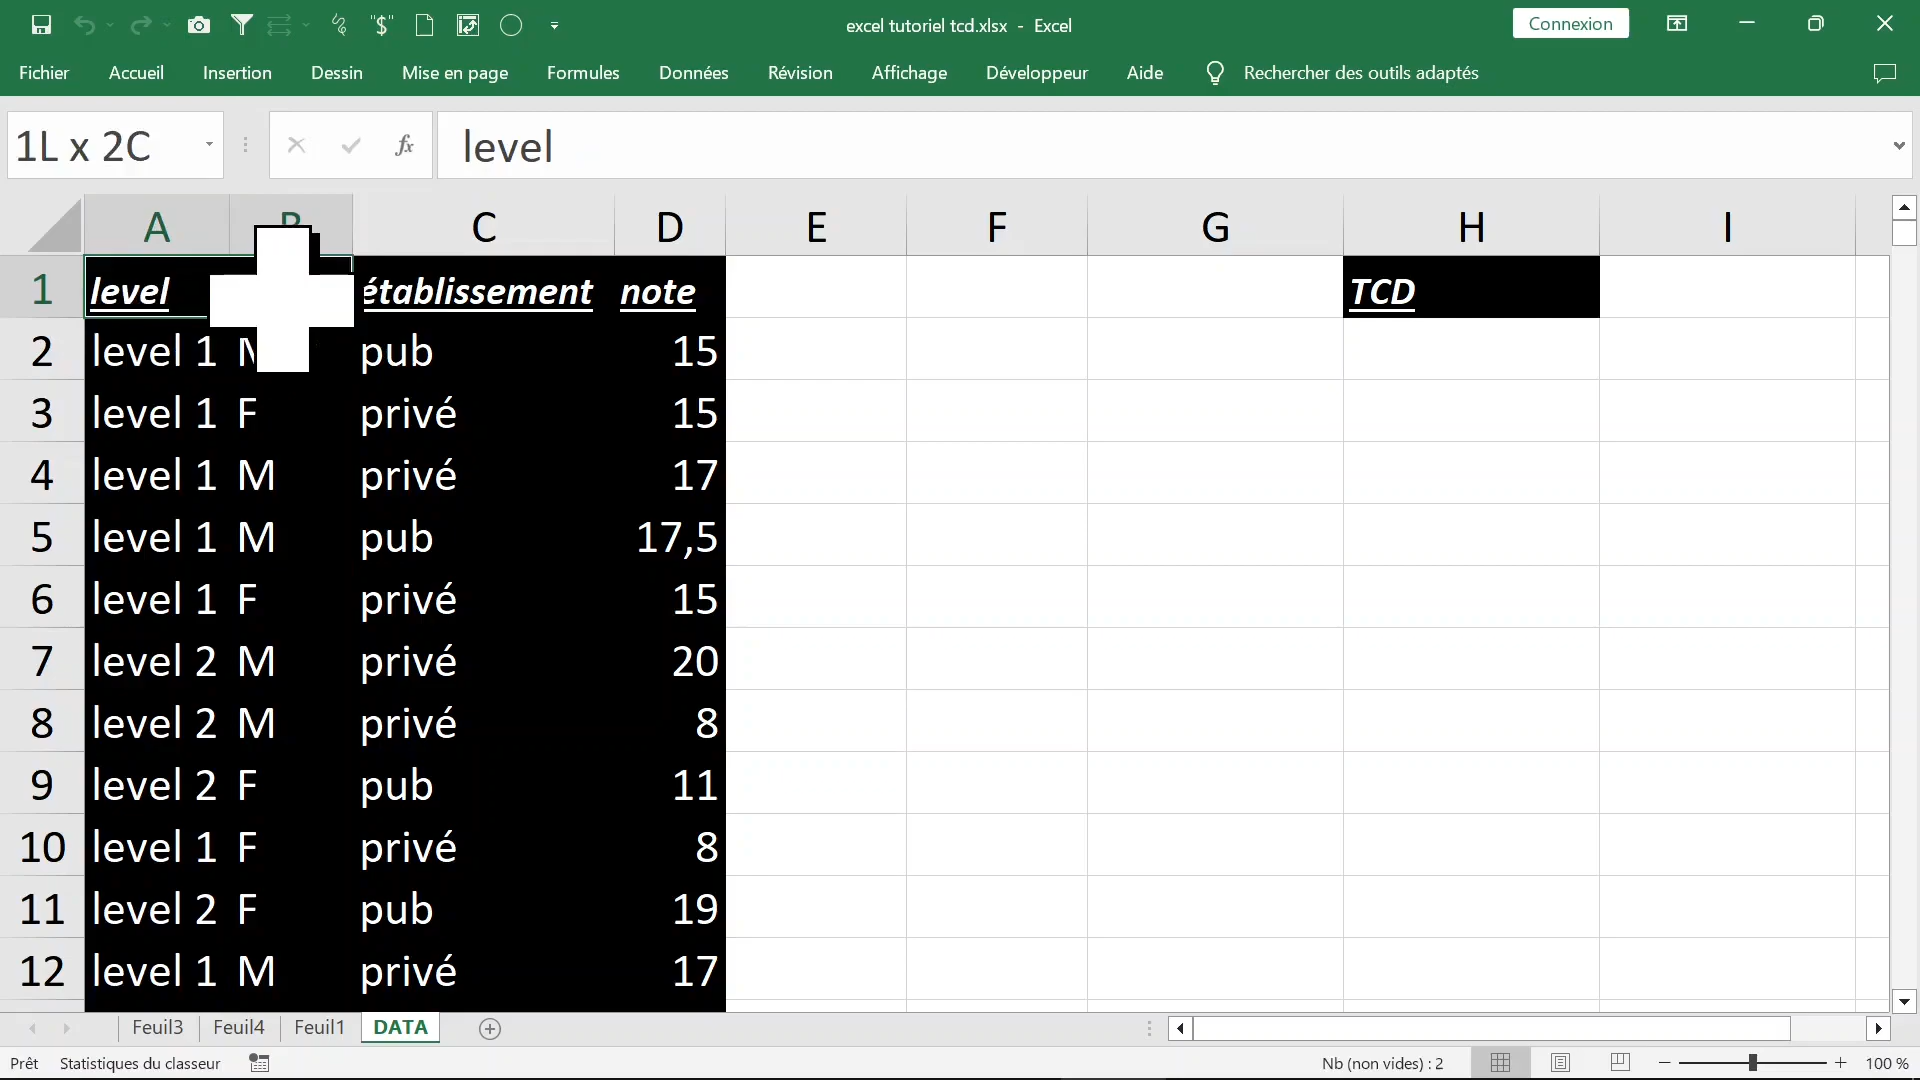 excel tutoriel tcd.xlsx - Excel
Connexion
Fichier Accueil Insertion Dessin Mise en page Formules Données Révision Affichage Développeur Aide Rechercher des outils adaptés
1L x 2C fx level
A B C D E F G H I
1 level établissement note TCD
2 level 1 M pub 15
3 level 1 F privé 15
4 level 1 M privé 17
5 level 1 M pub 17,5
6 level 1 F privé 15
7 level 2 M privé 20
8 level 2 M privé 8
9 level 2 F pub 11
10 level 1 F privé 8
11 level 2 F pub 19
12 level 1 M privé 17
Feuil3 Feuil4 Feuil1 DATA
Prêt Statistiques du classeur Nb (non vides) : 2 100 %